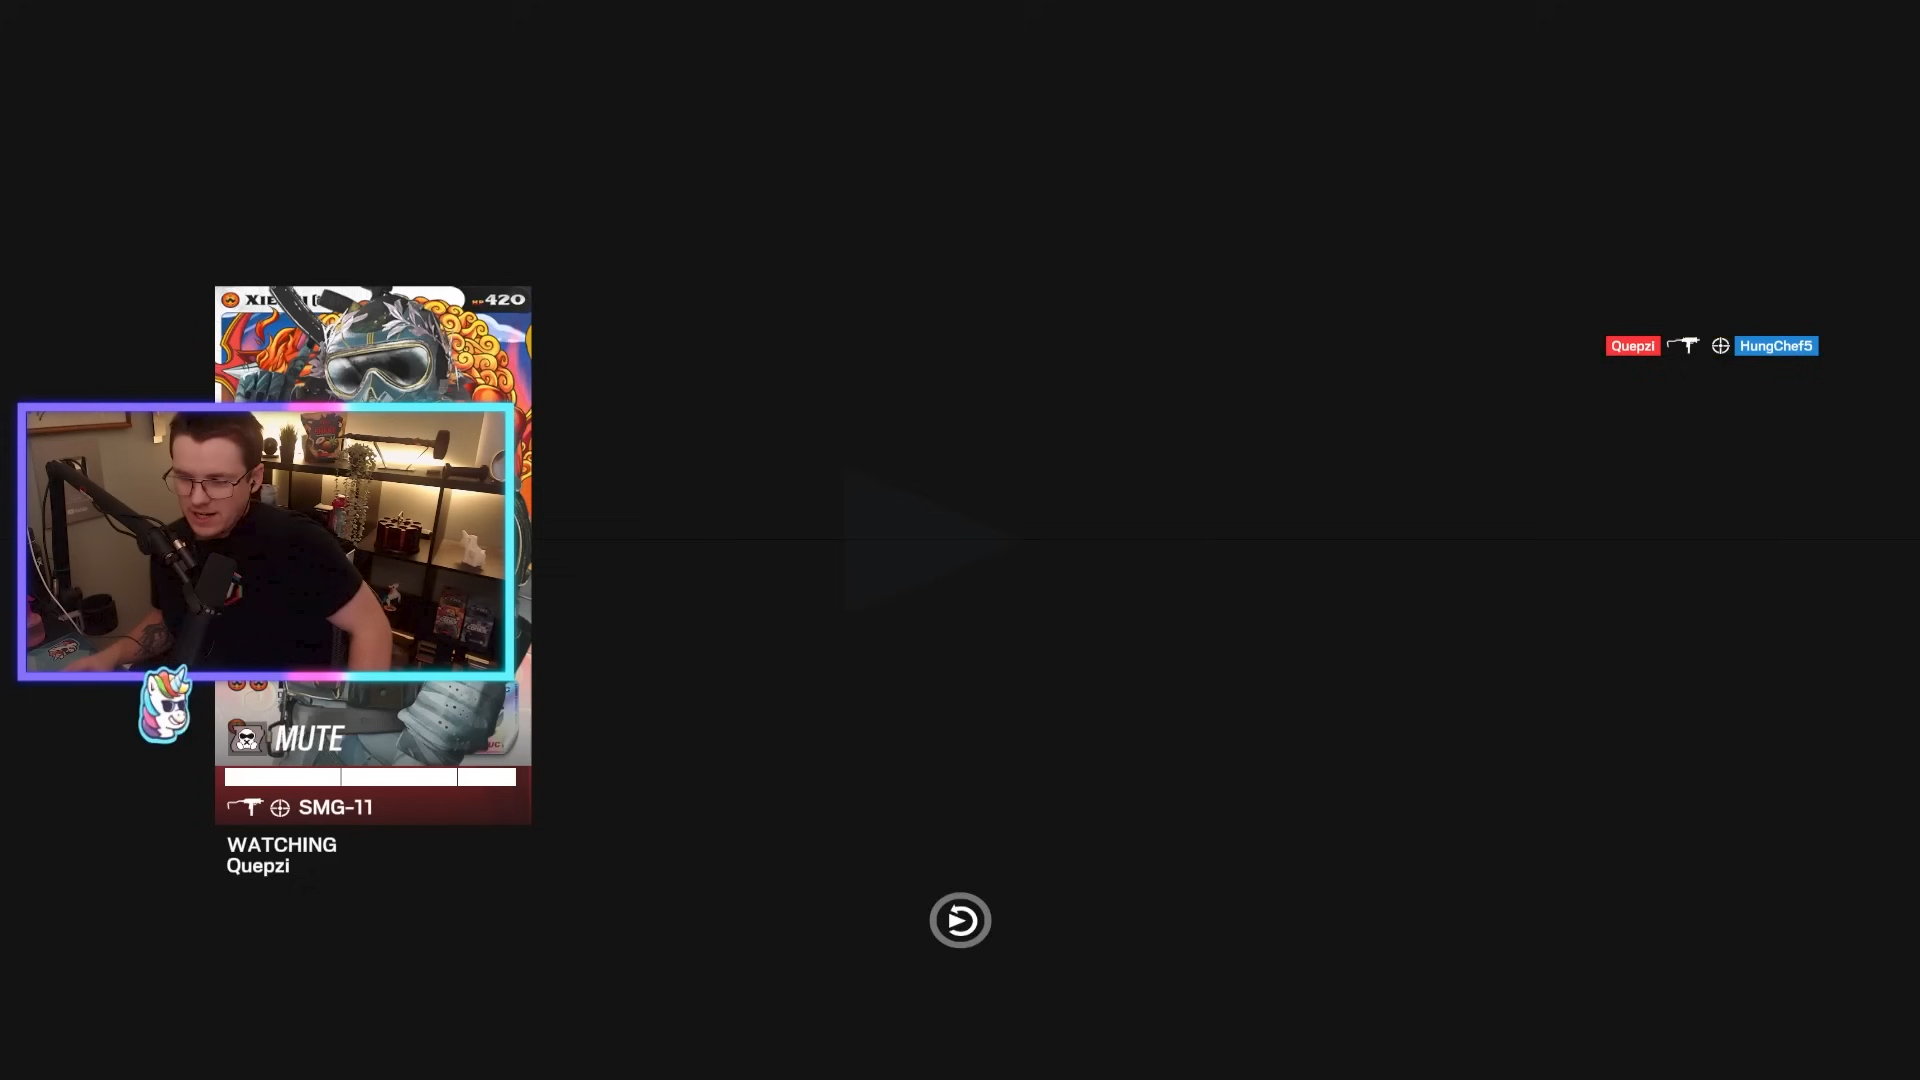 420
Quepzi HungChef5
MUTE
SMG-11
WATCHING
Quepzi